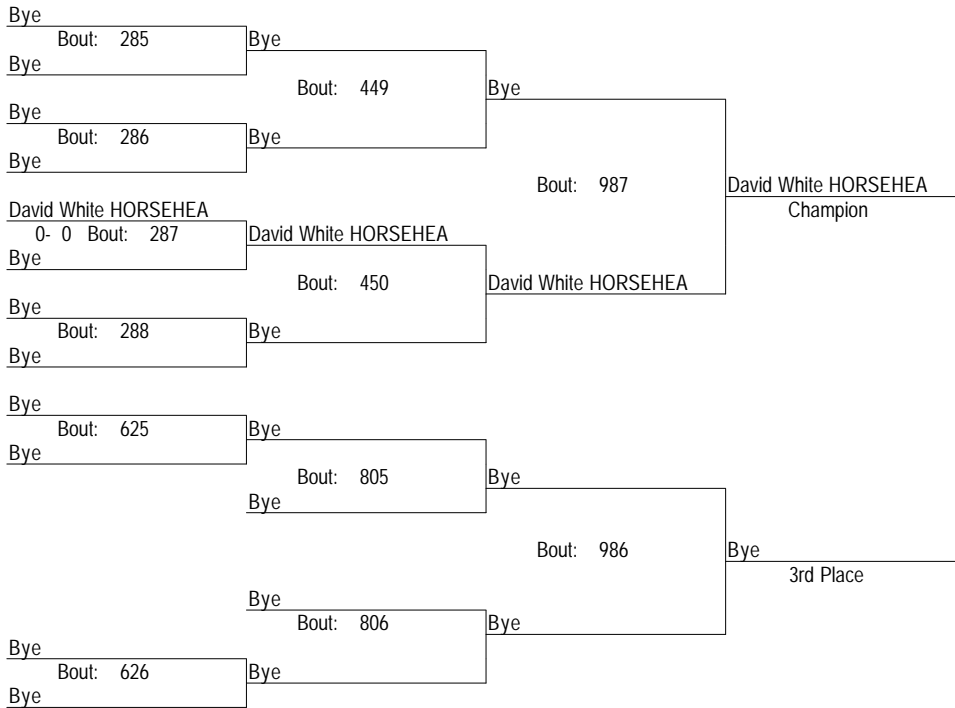 Bye
Bout: 285
Bye
Bye
Bout: 449
Bye
Bye
Bout: 286
Bye
Bye
Bout: 987
David White HORSEHEA
Champion
David White HORSEHEA
0- 0 Bout: 287
David White HORSEHEA
Bye
Bout: 450
David White HORSEHEA
Bye
Bout: 288
Bye
Bye
Bye
Bout: 625
Bye
Bye
Bout: 805
Bye
Bye
Bout: 986
Bye
3rd Place
Bye
Bout: 806
Bye
Bye
Bout: 626
Bye
Bye